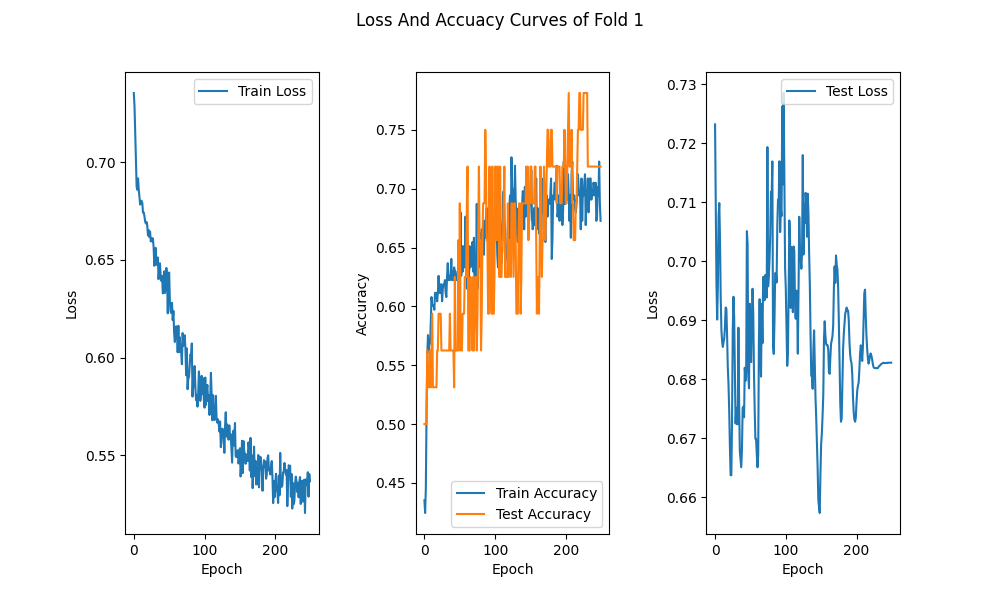 Loss And Accuacy Curves of Fold 1
Train Loss
0.70
0.65
0.60
0.55
Loss
0
100
200
Epoch
0.75
0.70
0.65
0.60
0.55
0.50
0.45
Accuracy
Train Accuracy
Test Accuracy
0
100
200
Epoch
0.73
0.72
0.71
0.70
0.69
0.68
0.67
0.66
Loss
Test Loss
0
100
200
Epoch